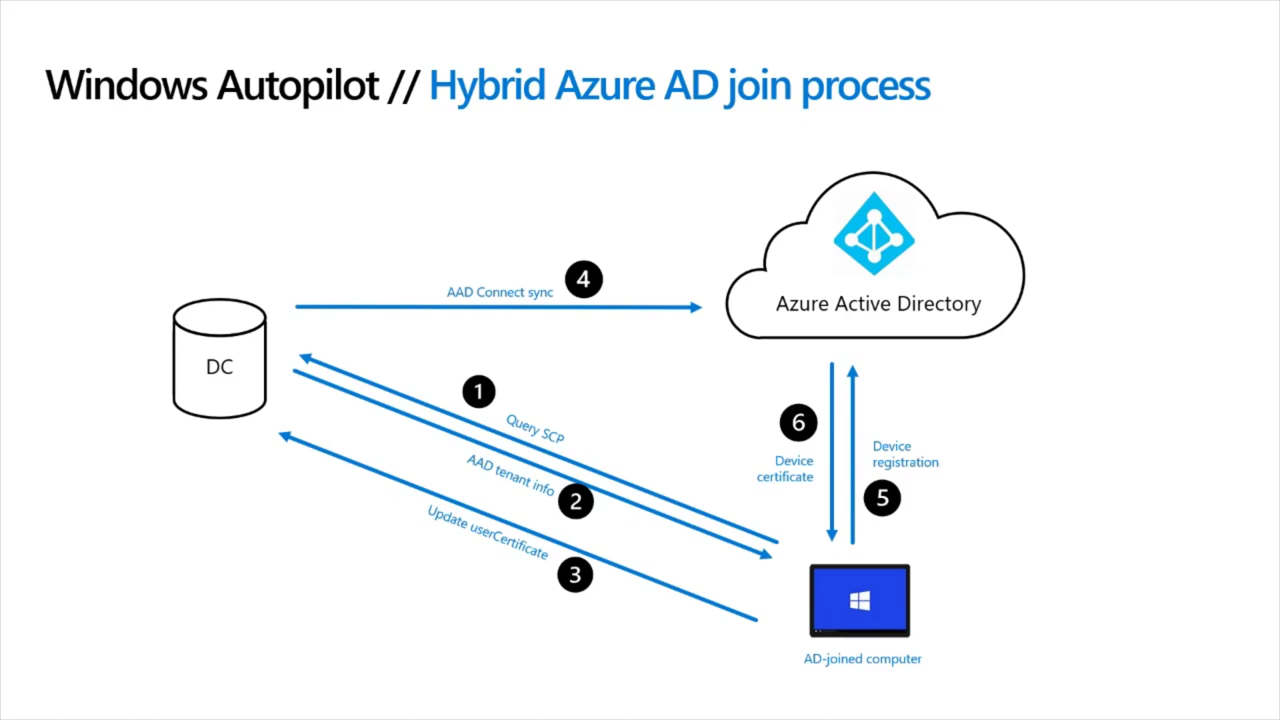 Windows Autopilot // Hybrid Azure AD join process
4
AAD Connect sync
Azure Active Directory
DC
1
Query SCP
AAD tenant info
2
Update userCertificate
3
6
Device
certificate
Device
registration
5
AD-joined computer